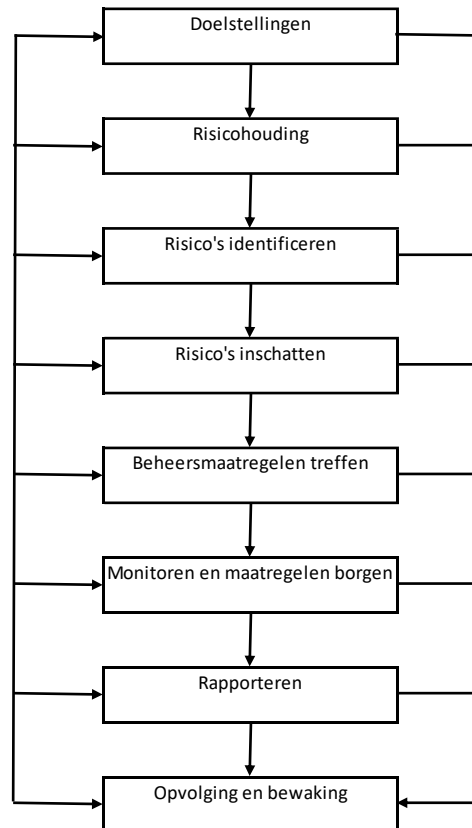 Doelstellingen
Risicohouding
Risico's identificeren
Risico's inschatten
Beheersmaatregelen treffen
Monitoren en maatregelen borgen
Rapporteren
Opvolging en bewaking